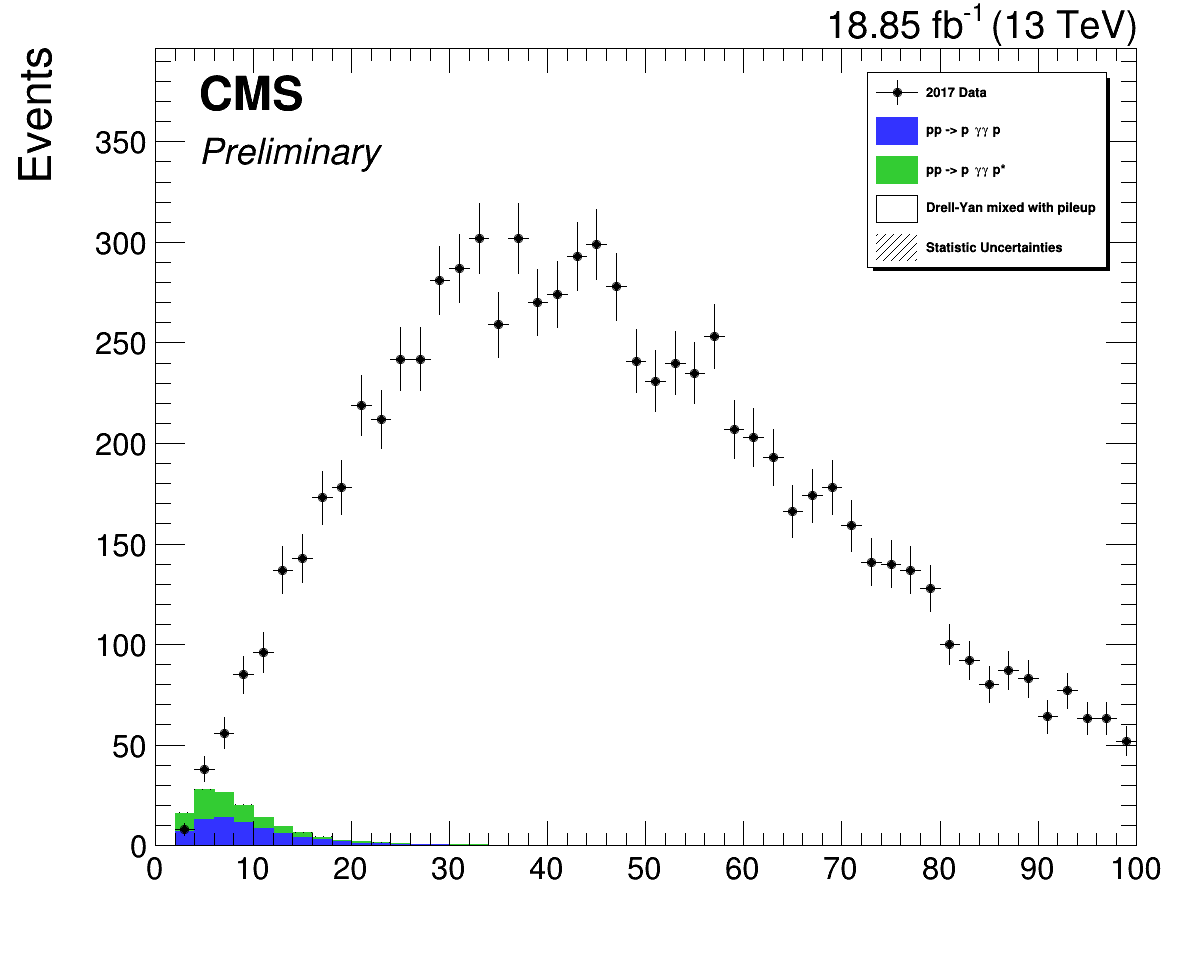 18.85 fb-1 (13 TeV)
Events
CMS
Preliminary
2017 Data
pp -> p γγ p
pp -> p γγ p*
Drell-Yan mixed with pileup
Statistic Uncertainties
350
300
250
200
150
100
50
0
0 10 20 30 40 50 60 70 80 90 100